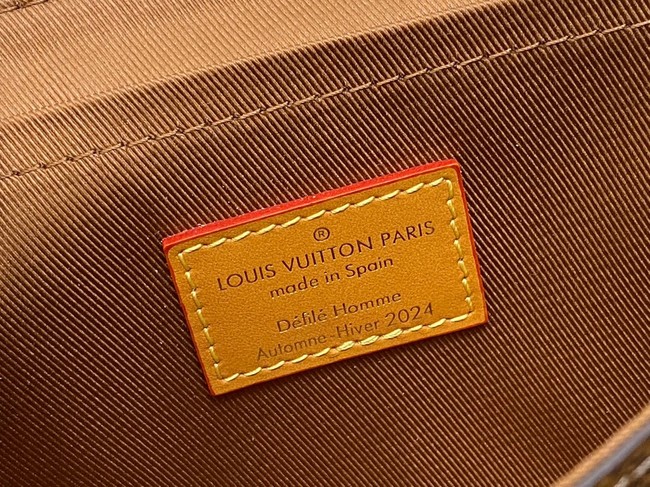 ®
LOUIS VUITTON PARIS
made in Spain
Défilé Homme
Automne-Hiver 2024